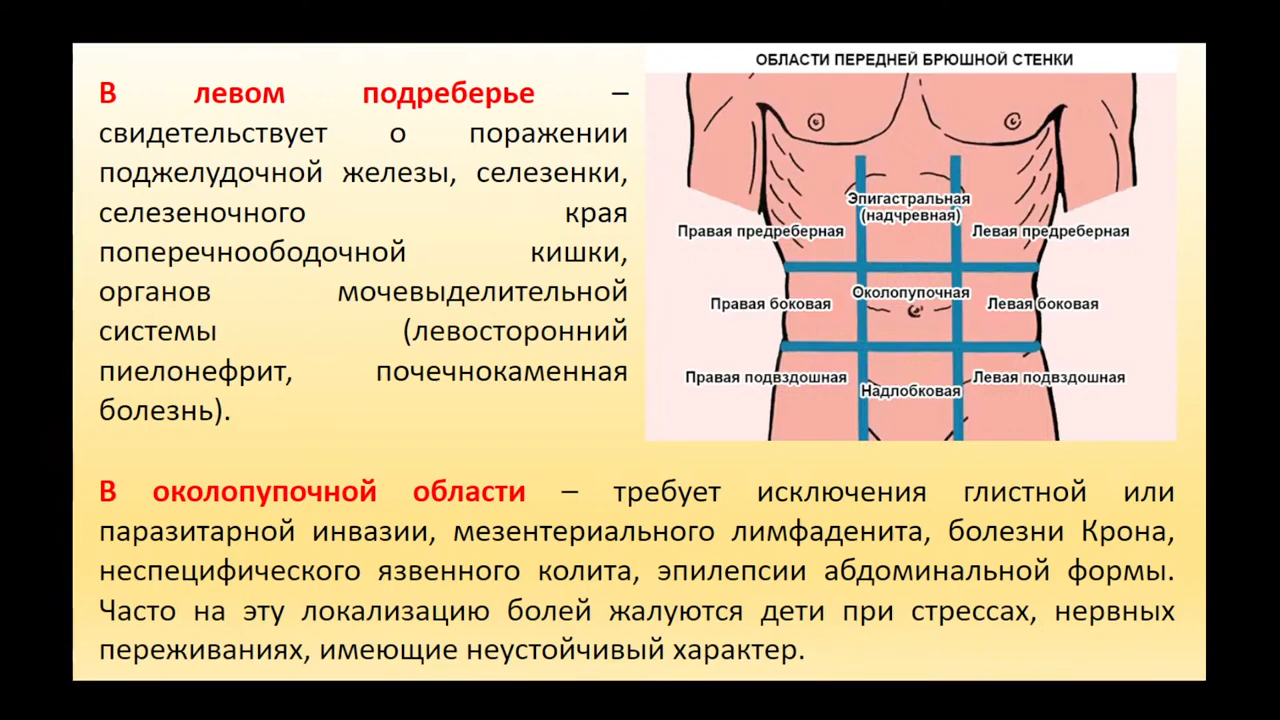 В левом подреберье –
свидетельствует о поражении
поджелудочной железы, селезенки,
селезеночного края
поперечноободочной кишки,
органов мочевыделительной
системы (левосторонний
пиелонефрит, почечнокаменная
болезнь).
ОБЛАСТИ ПЕРЕДНЕЙ БРЮШНОЙ СТЕНКИ
Эпигастральная
(надчревная)
Правая предреберная
Левая предреберная
Околопупочная
Правая боковая
Левая боковая
Правая подвздошная
Левая подвздошная
Надлобковая
В околопупочной области – требует исключения глистной или
паразитарной инвазии, мезентериального лимфаденита, болезни Крона,
неспецифического язвенного колита, эпилепсии абдоминальной формы.
Часто на эту локализацию болей жалуются дети при стрессах, нервных
переживаниях, имеющие неустойчивый характер.